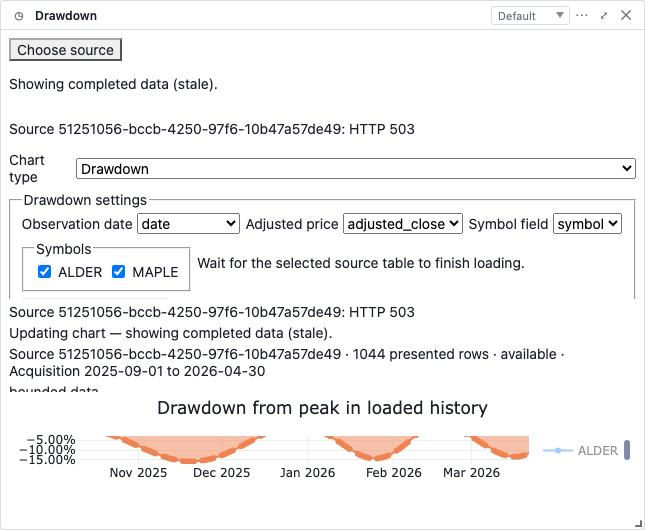 Drawdown
Default
Choose source
Showing completed data (stale).
Source 51251056-bccb-4250-97f6-10b47a57de49: HTTP 503
Chart type
Drawdown
Drawdown settings
Observation date date Adjusted price adjusted_close Symbol field symbol
Symbols
ALDER MAPLE
Wait for the selected source table to finish loading.
Source 51251056-bccb-4250-97f6-10b47a57de49: HTTP 503
Updating chart — showing completed data (stale).
Source 51251056-bccb-4250-97f6-10b47a57de49 · 1044 presented rows · available ·
Acquisition 2025-09-01 to 2026-04-30
bounded data
Drawdown from peak in loaded history
−5.00%
−10.00%
−15.00%
Nov 2025 Dec 2025 Jan 2026 Feb 2026 Mar 2026
ALDER